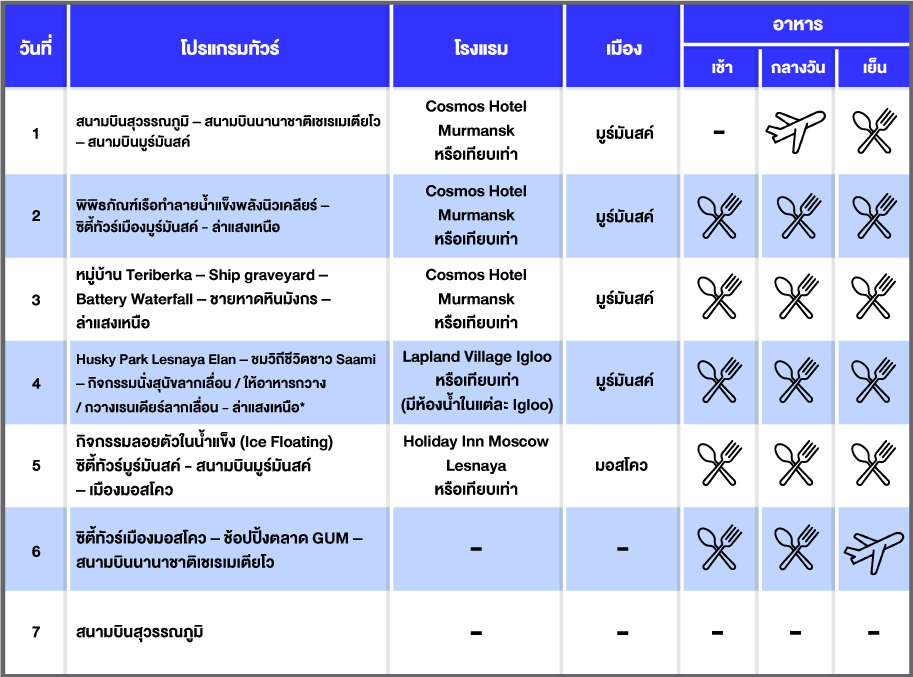 วันที่
โปรแกรมทัวร์
โรงแรม
เมือง
อาหาร
เช้า
กลางวัน
เย็น
1
สนามบินสุวรรณภูมิ – สนามบินนานาชาติเชเรเมเตียโว
– สนามบินมูร์มันสค์
Cosmos Hotel
Murmansk
หรือเทียบเท่า
มูร์มันสค์
–
2
พิพิธภัณฑ์เรือทำลายน้ำแข็งพลังนิวเคลียร์ –
ซิตี้ทัวร์เมืองมูร์มันสค์ - ล่าแสงเหนือ
Cosmos Hotel
Murmansk
หรือเทียบเท่า
มูร์มันสค์
3
หมู่บ้าน Teriberka – Ship graveyard –
Battery Waterfall – ชายหาดหินมังกร –
ล่าแสงเหนือ
Cosmos Hotel
Murmansk
หรือเทียบเท่า
มูร์มันสค์
4
Husky Park Lesnaya Elan – ชมวิถีชีวิตชาว Saami
– กิจกรรมนั่งสุนัขลากเลื่อน / ให้อาหารกวาง
/ กวางเรนเดียร์ลากเลื่อน - ล่าแสงเหนือ*
Lapland Village Igloo
หรือเทียบเท่า
(มีห้องน้ำในแต่ละ Igloo)
มูร์มันสค์
5
กิจกรรมลอยตัวในน้ำแข็ง (Ice Floating)
ซิตี้ทัวร์มูร์มันสค์ - สนามบินมูร์มันสค์
– เมืองมอสโคว
Holiday Inn Moscow
Lesnaya
หรือเทียบเท่า
มอสโคว
6
ซิตี้ทัวร์เมืองมอสโคว – ช้อปปิ้งตลาด GUM –
สนามบินนานาชาติเชเรเมเตียโว
–
–
7
สนามบินสุวรรณภูมิ
–
–
–
–
–